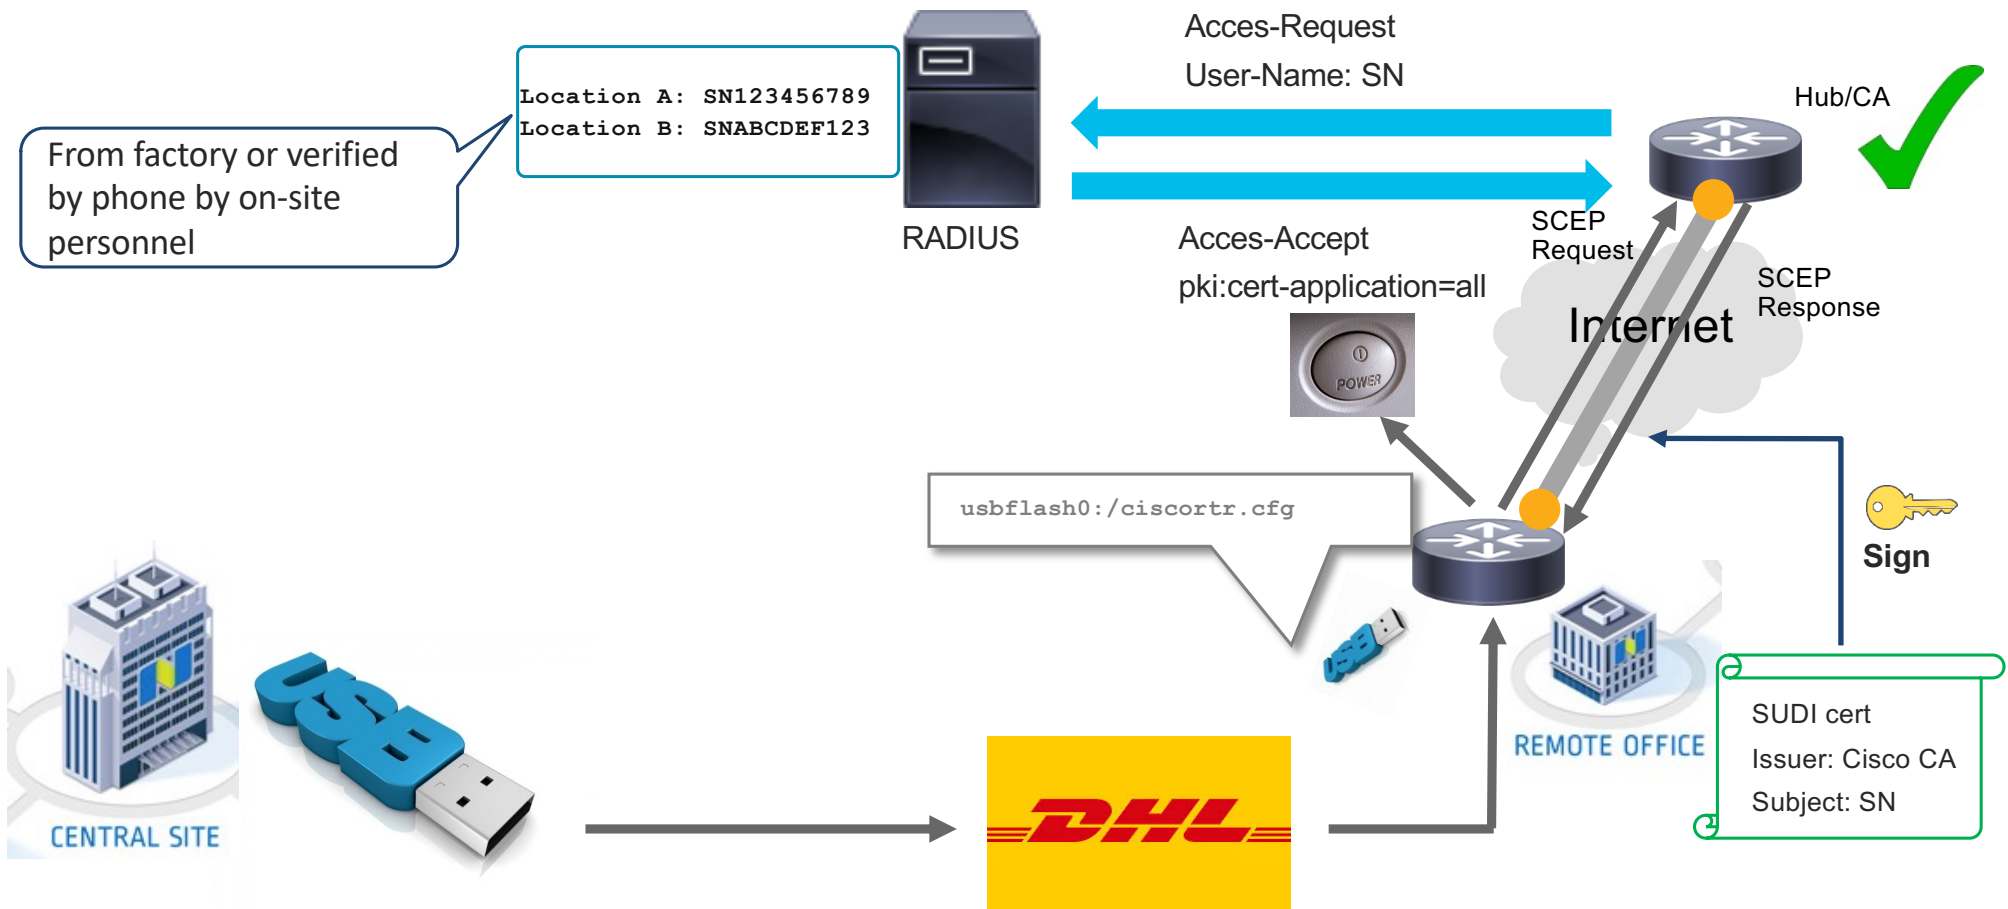 Acces-Request
User-Name: SN
Location A: SN123456789
Location B: SNABCDEF123
Hub/CA
From factory or verified
by phone by on-site
personnel
RADIUS
Acces-Accept
pki:cert-application=all
SCEP
Request
SCEP
Response
Internet
POWER
usbflash0:/ciscortr.cfg
Sign
USB
USB
CENTRAL SITE
DHL
REMOTE OFFICE
SUDI cert
Issuer: Cisco CA
Subject: SN